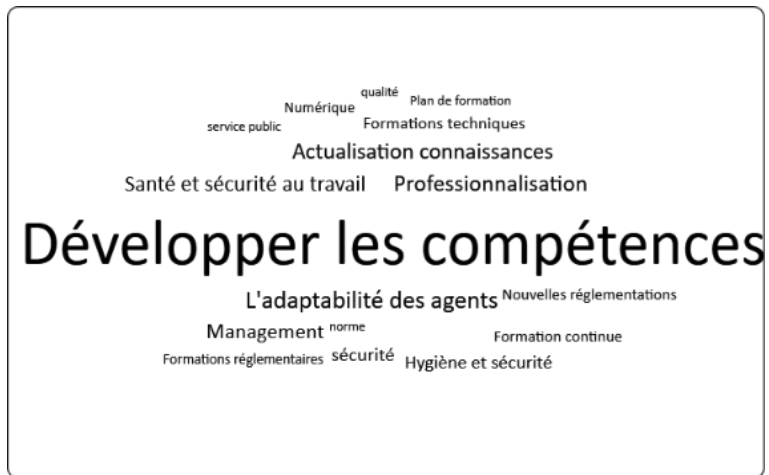 qualité
Numérique Plan de formation
service public Formations techniques
Actualisation connaissances
Santé et sécurité au travail Professionnalisation
Développer les compétences
L'adaptabilité des agents Nouvelles réglementations
Management norme Formation continue
Formations réglementaires sécurité Hygiène et sécurité